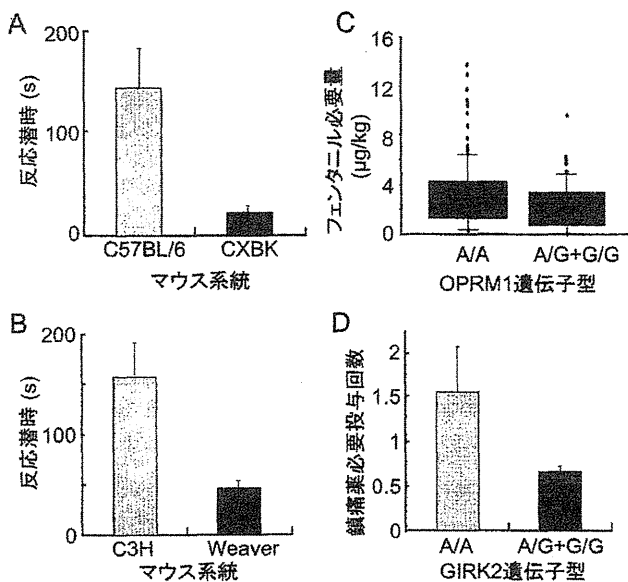 A
反応潜時 (s)
200
100
0
C57BL/6 CXBK
マウス系統
B
反応潜時 (s)
200
100
0
C3H Weaver
マウス系統
C
フェンタニル必要量
(µg/kg)
16
12
8
4
0
A/A A/G+G/G
OPRM1遺伝子型
D
鎮痛薬必要投与回数
2
1.5
1
0.5
0
A/A A/G+G/G
GIRK2遺伝子型